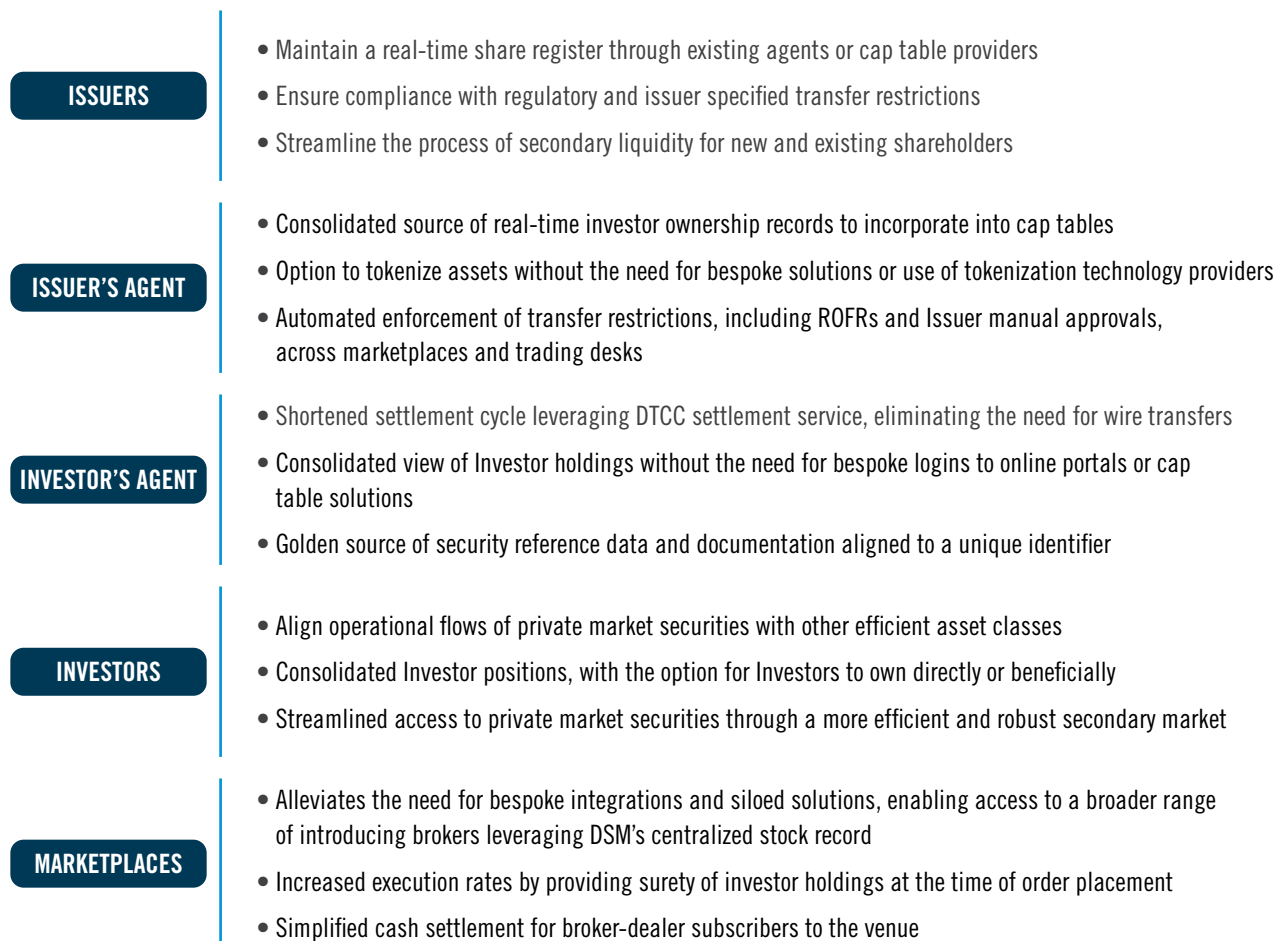 ISSUERS
• Maintain a real-time share register through existing agents or cap table providers
• Ensure compliance with regulatory and issuer specified transfer restrictions
• Streamline the process of secondary liquidity for new and existing shareholders
ISSUER’S AGENT
• Consolidated source of real-time investor ownership records to incorporate into cap tables
• Option to tokenize assets without the need for bespoke solutions or use of tokenization technology providers
• Automated enforcement of transfer restrictions, including ROFRs and Issuer manual approvals,
across marketplaces and trading desks
INVESTOR’S AGENT
• Shortened settlement cycle leveraging DTCC settlement service, eliminating the need for wire transfers
• Consolidated view of Investor holdings without the need for bespoke logins to online portals or cap
table solutions
• Golden source of security reference data and documentation aligned to a unique identifier
INVESTORS
• Align operational flows of private market securities with other efficient asset classes
• Consolidated Investor positions, with the option for Investors to own directly or beneficially
• Streamlined access to private market securities through a more efficient and robust secondary market
MARKETPLACES
• Alleviates the need for bespoke integrations and siloed solutions, enabling access to a broader range
of introducing brokers leveraging DSM’s centralized stock record
• Increased execution rates by providing surety of investor holdings at the time of order placement
• Simplified cash settlement for broker-dealer subscribers to the venue